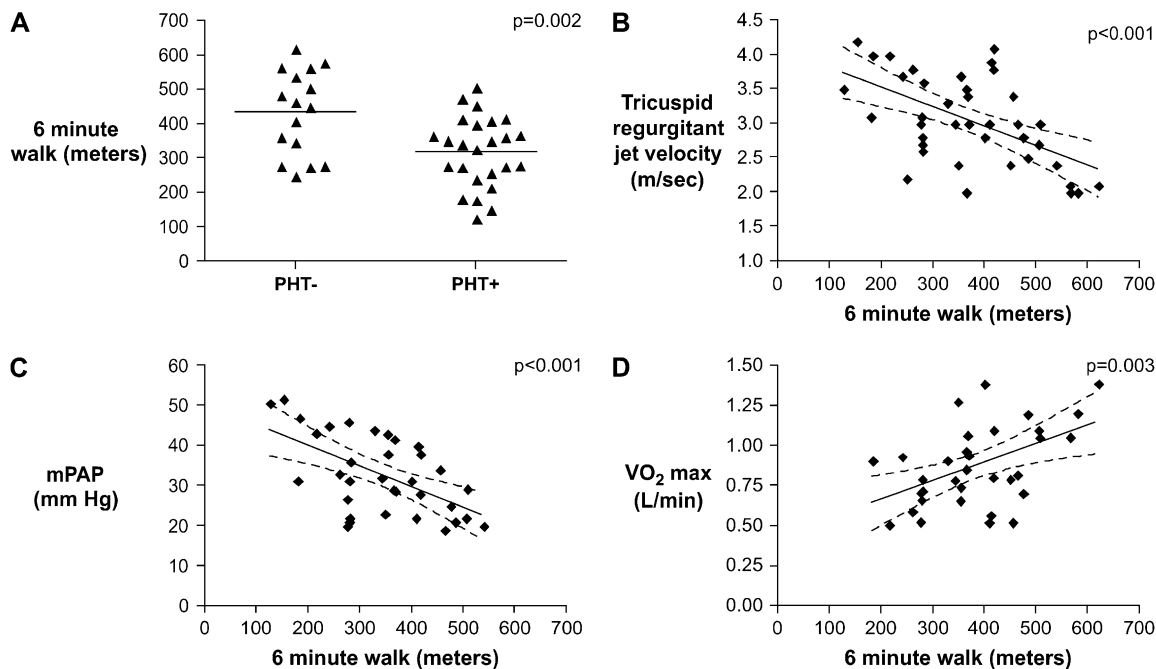 A
p=0.002
6 minute
walk (meters)
700
600
500
400
300
200
100
0
PHT-
PHT+
B
p<0.001
Tricuspid
regurgitant
jet velocity
(m/sec)
4.5
4.0
3.5
3.0
2.5
2.0
1.5
1.0
0 100 200 300 400 500 600 700
6 minute walk (meters)
C
p<0.001
mPAP
(mm Hg)
60
50
40
30
20
10
0
0 100 200 300 400 500 600 700
6 minute walk (meters)
D
p=0.003
VO2 max
(L/min)
1.50
1.25
1.00
0.75
0.50
0.25
0.00
0 100 200 300 400 500 600 700
6 minute walk (meters)